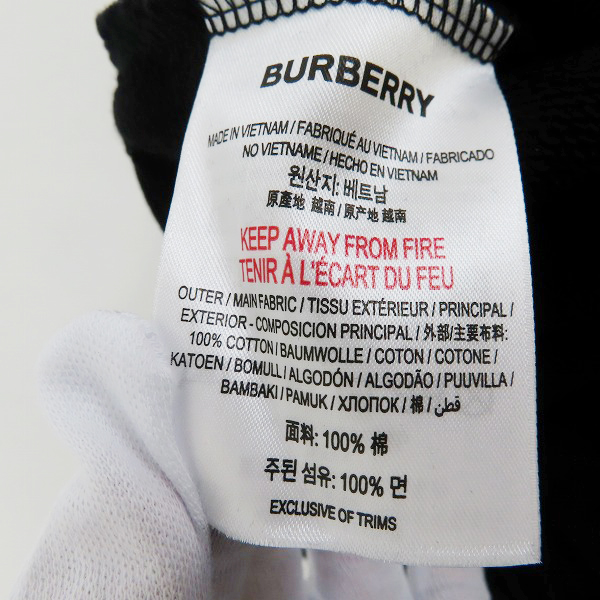 BURBERRY
MADE IN VIETNAM / FABRIQUÉ AU VIETNAM / FABRICADO
NO VIETNAME / HECHO EN VIETNAM
원산지: 베트남
原產地 越南 / 原产地 越南
KEEP AWAY FROM FIRE
TENIR À L'ÉCART DU FEU
OUTER / MAIN FABRIC / TISSU EXTÉRIEUR / PRINCIPAL /
EXTERIOR - COMPOSICION PRINCIPAL / 外部/主要布料:
100% COTTON / BAUMWOLLE / COTON / COTONE /
KATOEN / BOMULL / ALGODÓN / ALGODÃO / PUUVILLA /
BAMBAKI / PAMUK / ХЛОПОК / 棉 / قطن /
面料: 100% 棉
주된 섬유: 100% 면
EXCLUSIVE OF TRIMS